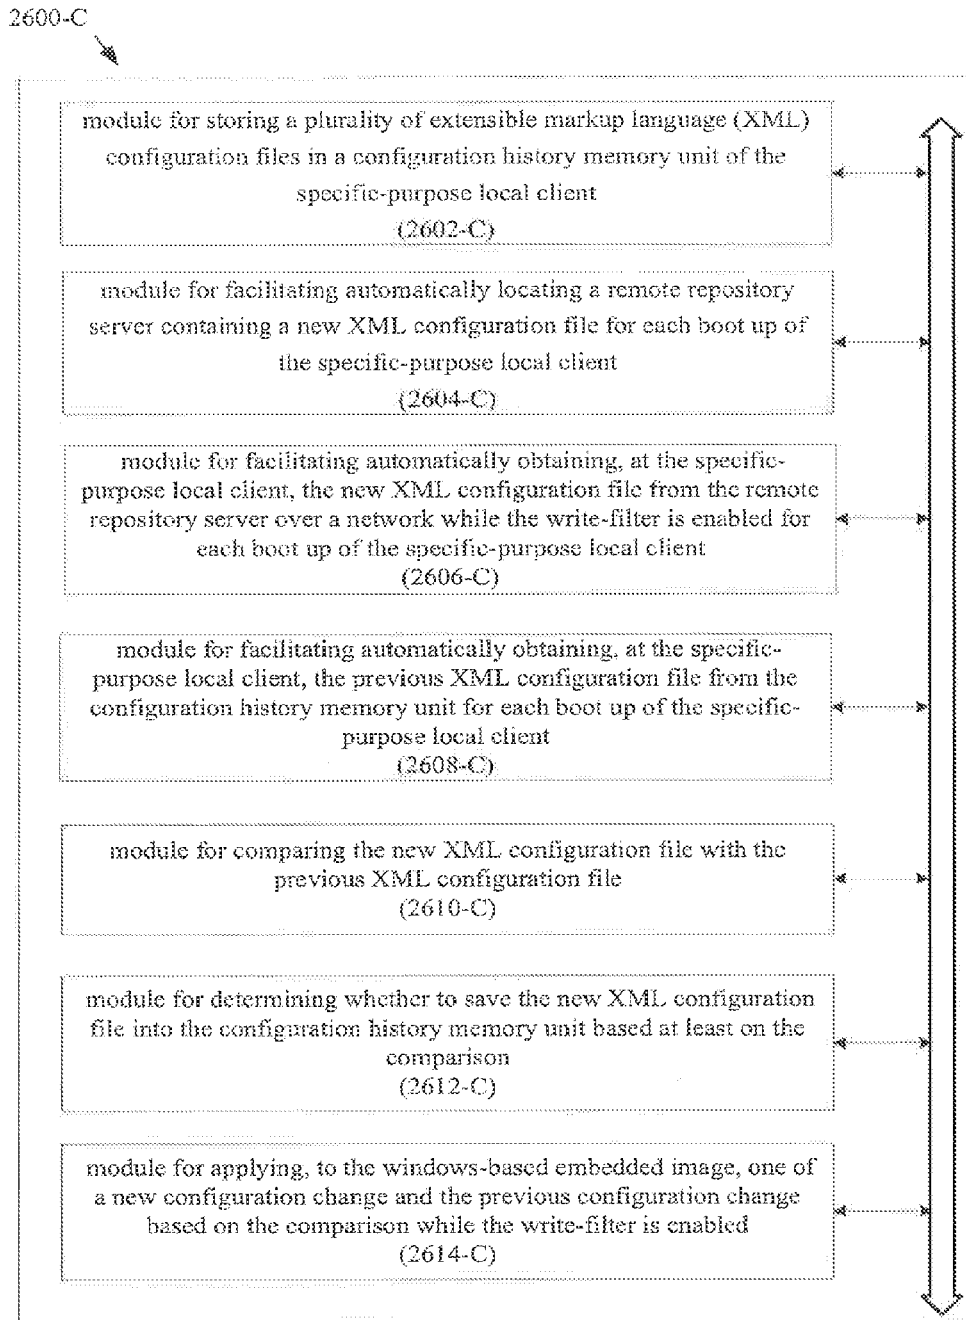 2600-C
module for storing a plurality of extensible markup language (XML)
configuration files in a configuration history memory unit of the
specific-purpose local client
(2602-C)
module for facilitating automatically locating a remote repository
server containing a new XML configuration file for each boot up of
the specific-purpose local client
(2604-C)
module for facilitating automatically obtaining, at the specific-
purpose local client, the new XML configuration file from the remote
repository server over a network while the write-filter is enabled for
each boot up of the specific-purpose local client
(2606-C)
module for facilitating automatically obtaining, at the specific-
purpose local client, the previous XML configuration file from the
configuration history memory unit for each boot up of the specific-
purpose local client
(2608-C)
module for comparing the new XML configuration file with the
previous XML configuration file
(2610-C)
module for determining whether to save the new XML configuration
file into the configuration history memory unit based at least on the
comparison
(2612-C)
module for applying, to the windows-based embedded image, one of
a new configuration change and the previous configuration change
based on the comparison while the write-filter is enabled
(2614-C)